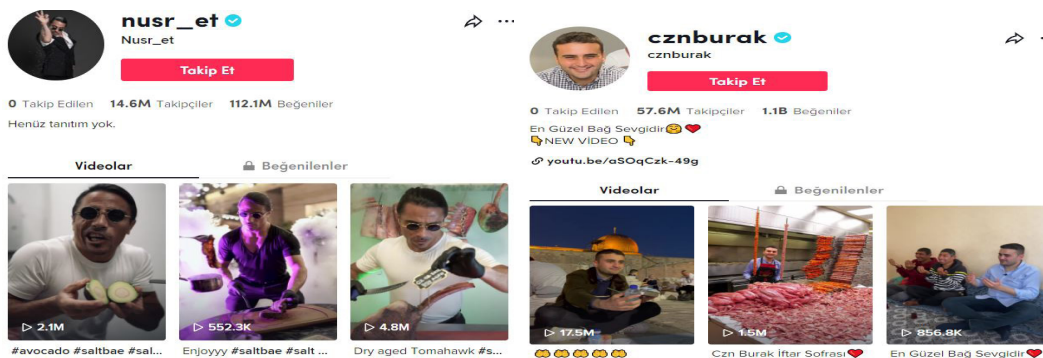 nusr_et
Nusr_et
Takip Et
0 Takip Edilen 14.6M Takipçiler 112.1M Beğeniler
Henüz tanıtım yok.
Videolar Beğenilenler
2.1M 552.3K 4.8M
#avocado #saltbae #sal... Enjoyyy #saltbae #salt ... Dry aged Tomahawk #s...
cznburak
cznburak
Takip Et
0 Takip Edilen 57.6M Takipçiler 1.1B Beğeniler
En Güzel Bağ Sevgidir🤗❤️
👇NEW VİDEO 👇
youtu.be/aSOqCzk-49g
Videolar Beğenilenler
17.5M 1.5M 856.8K
🤲🤲🤲🤲🤲 Czn Burak İftar Sofrası❤️ En Güzel Bağ Sevgidir❤️